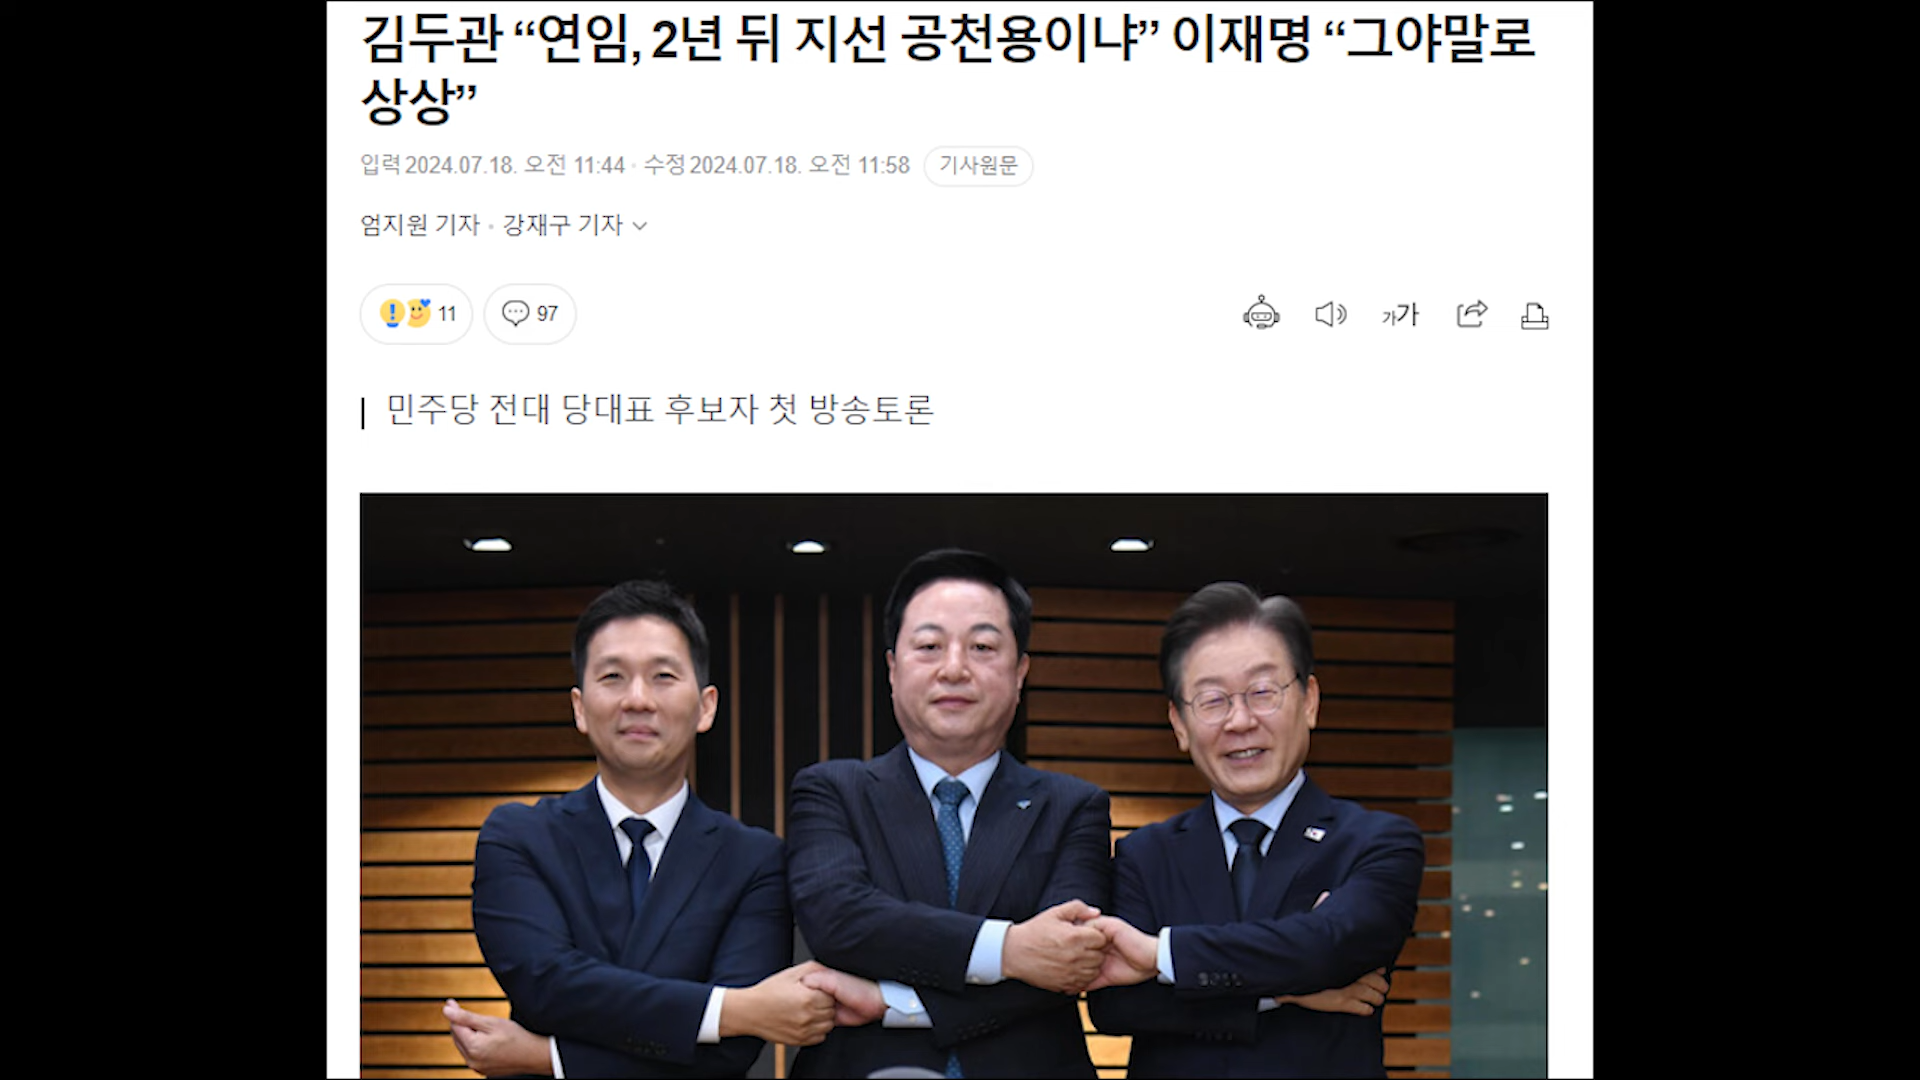 김두관 “연임, 2년 뒤 지선 공천용이냐” 이재명 “그야말로
상상”
입력 2024.07.18. 오전 11:44 · 수정 2024.07.18. 오전 11:58 기사원문
엄지원 기자 · 강재구 기자
11 97
가가
민주당 전대 당대표 후보자 첫 방송토론